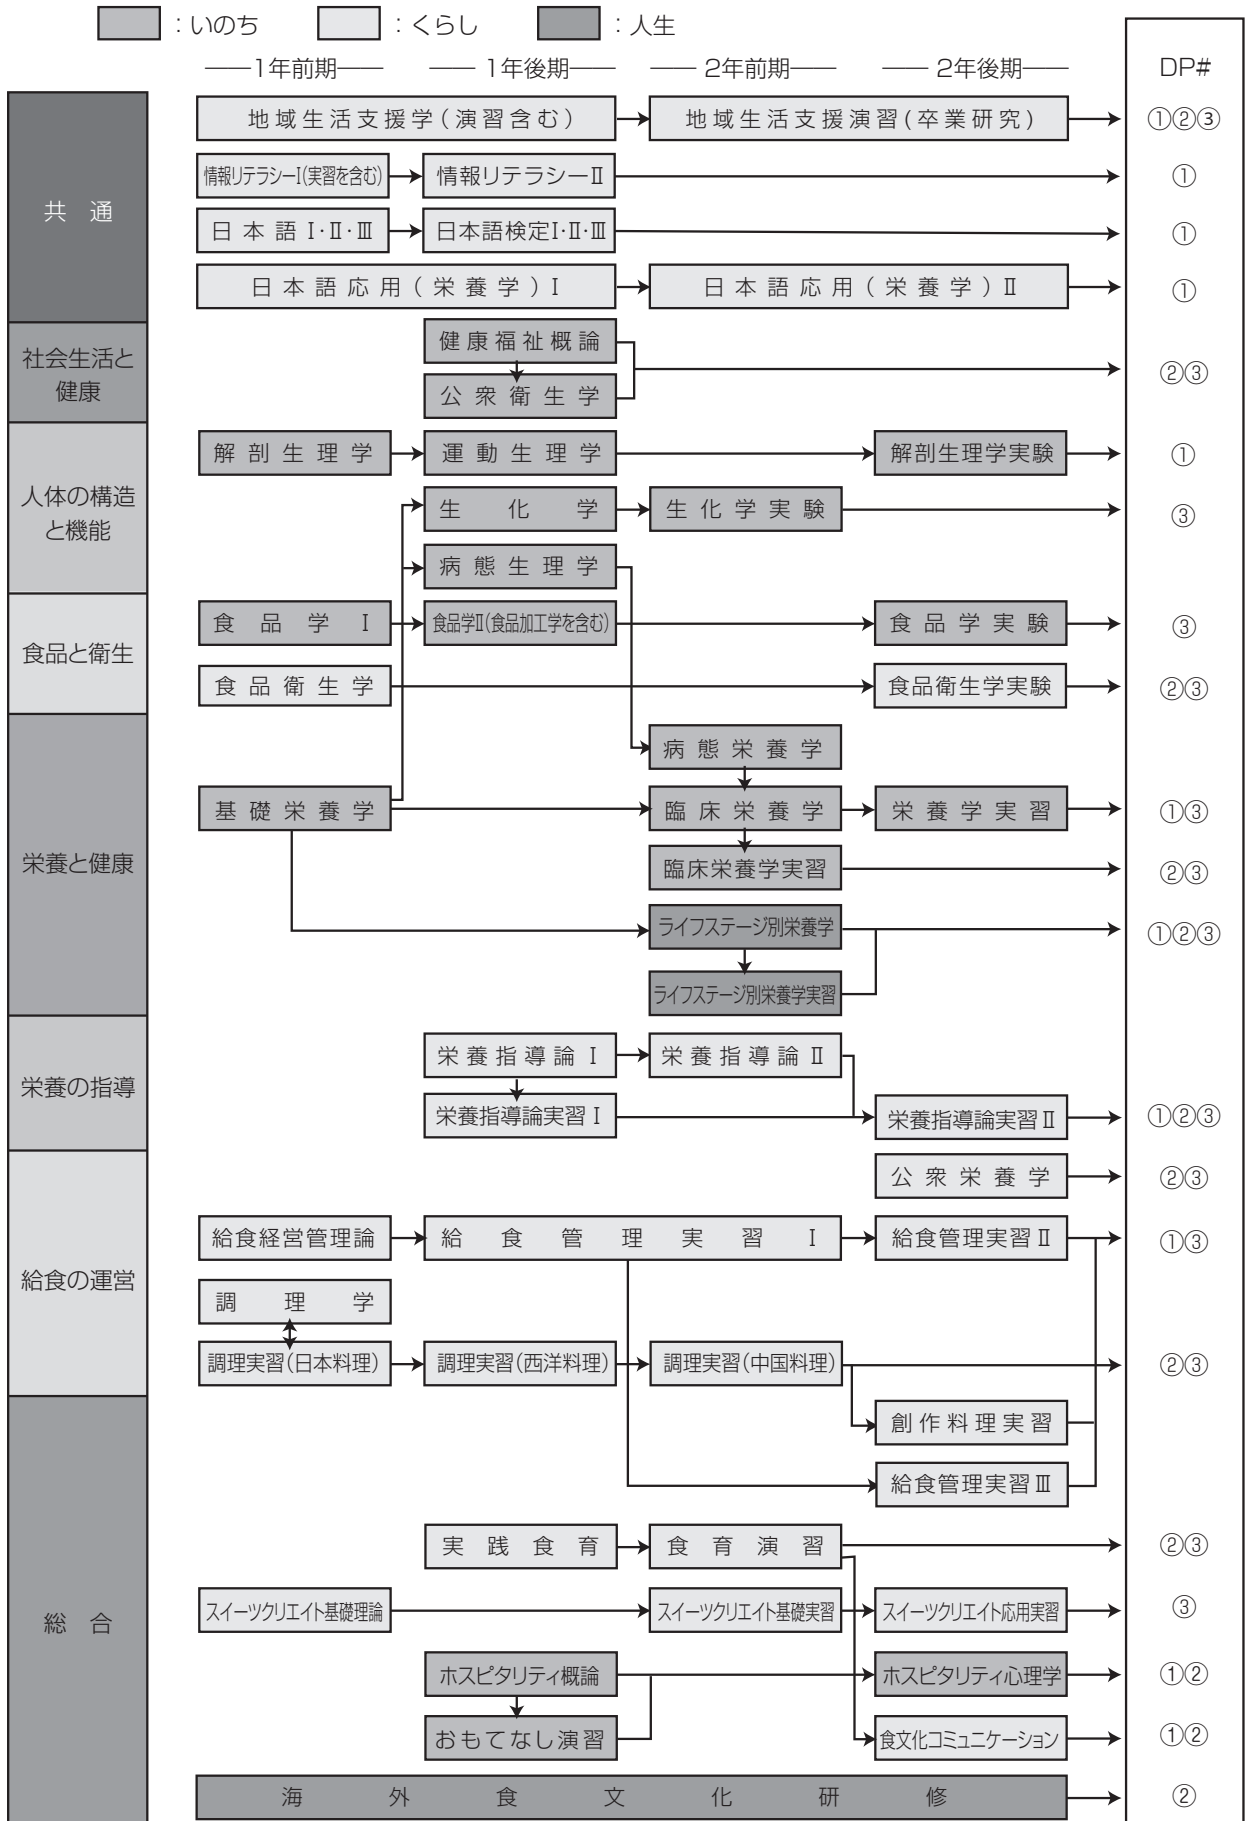 ：いのち　：くらし　：人生
1年前期　1年後期　2年前期　2年後期　DP#
共　通
地域生活支援学（演習含む）　地域生活支援演習（卒業研究）　①②③
情報リテラシーⅠ(実習を含む)　情報リテラシーⅡ　①
日本語Ⅰ・Ⅱ・Ⅲ　日本語検定Ⅰ・Ⅱ・Ⅲ　①
日本語応用（栄養学）Ⅰ　日本語応用（栄養学）Ⅱ　①
社会生活と
健康
健康福祉概論
②③
公衆衛生学
人体の構造
と機能
解剖生理学　運動生理学　解剖生理学実験　①
生化学　生化学実験　③
病態生理学
食品と衛生
食品学Ⅰ　食品学Ⅱ(食品加工学を含む)　食品学実験　③
食品衛生学　食品衛生学実験　②③
栄養と健康
病態栄養学
基礎栄養学　臨床栄養学　栄養学実習　①③
臨床栄養学実習　②③
ライフステージ別栄養学　①②③
ライフステージ別栄養学実習
栄養の指導
栄養指導論Ⅰ　栄養指導論Ⅱ
栄養指導論実習Ⅰ　栄養指導論実習Ⅱ　①②③
給食の運営
公衆栄養学　②③
給食経営管理論　給食管理実習Ⅰ　給食管理実習Ⅱ　①③
調理学
調理実習(日本料理)　調理実習(西洋料理)　調理実習(中国料理)　②③
総　合
創作料理実習
給食管理実習Ⅲ
実践食育　食育演習　②③
スイーツクリエイト基礎理論　スイーツクリエイト基礎実習　スイーツクリエイト応用実習　③
ホスピタリティ概論　ホスピタリティ心理学　①②
おもてなし演習　食文化コミュニケーション　①②
海外食文化研修　②